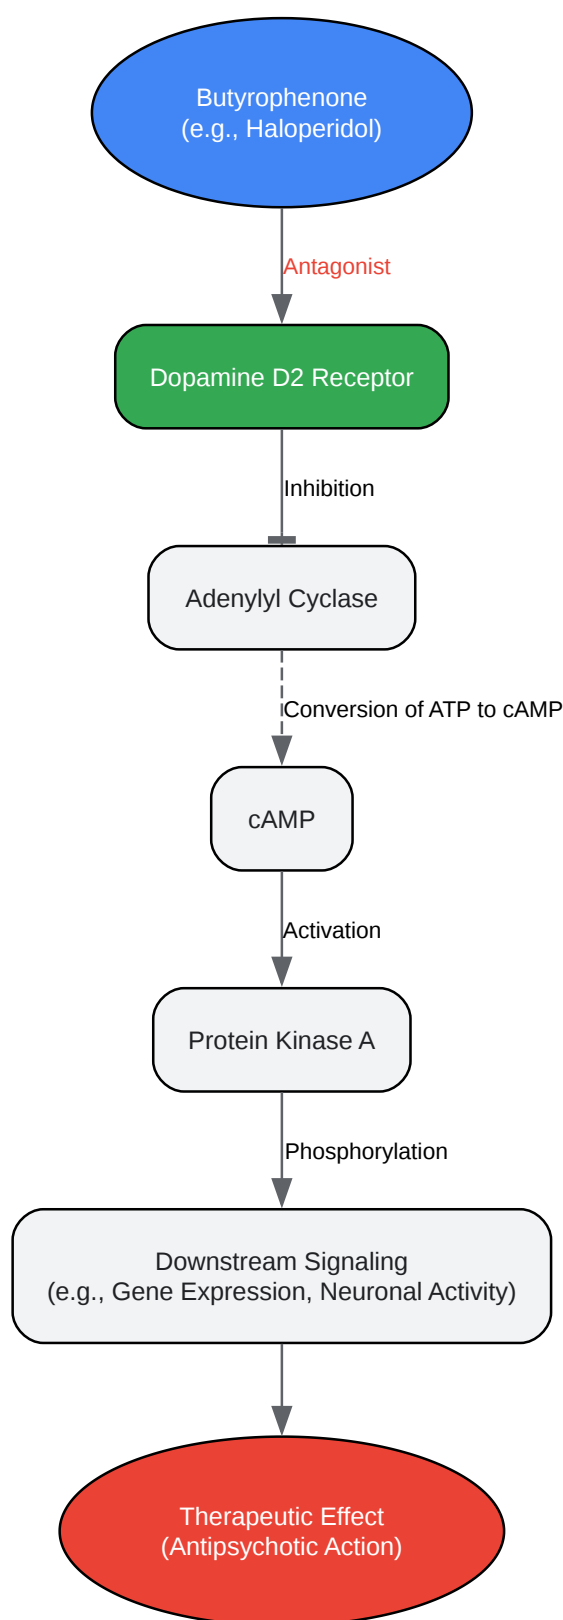 Butyrophenone
(e.g., Haloperidol)
Antagonist
Dopamine D2 Receptor
Inhibition
Adenylyl Cyclase
Conversion of ATP to cAMP
cAMP
Activation
Protein Kinase A
Phosphorylation
Downstream Signaling
(e.g., Gene Expression, Neuronal Activity)
Therapeutic Effect
(Antipsychotic Action)